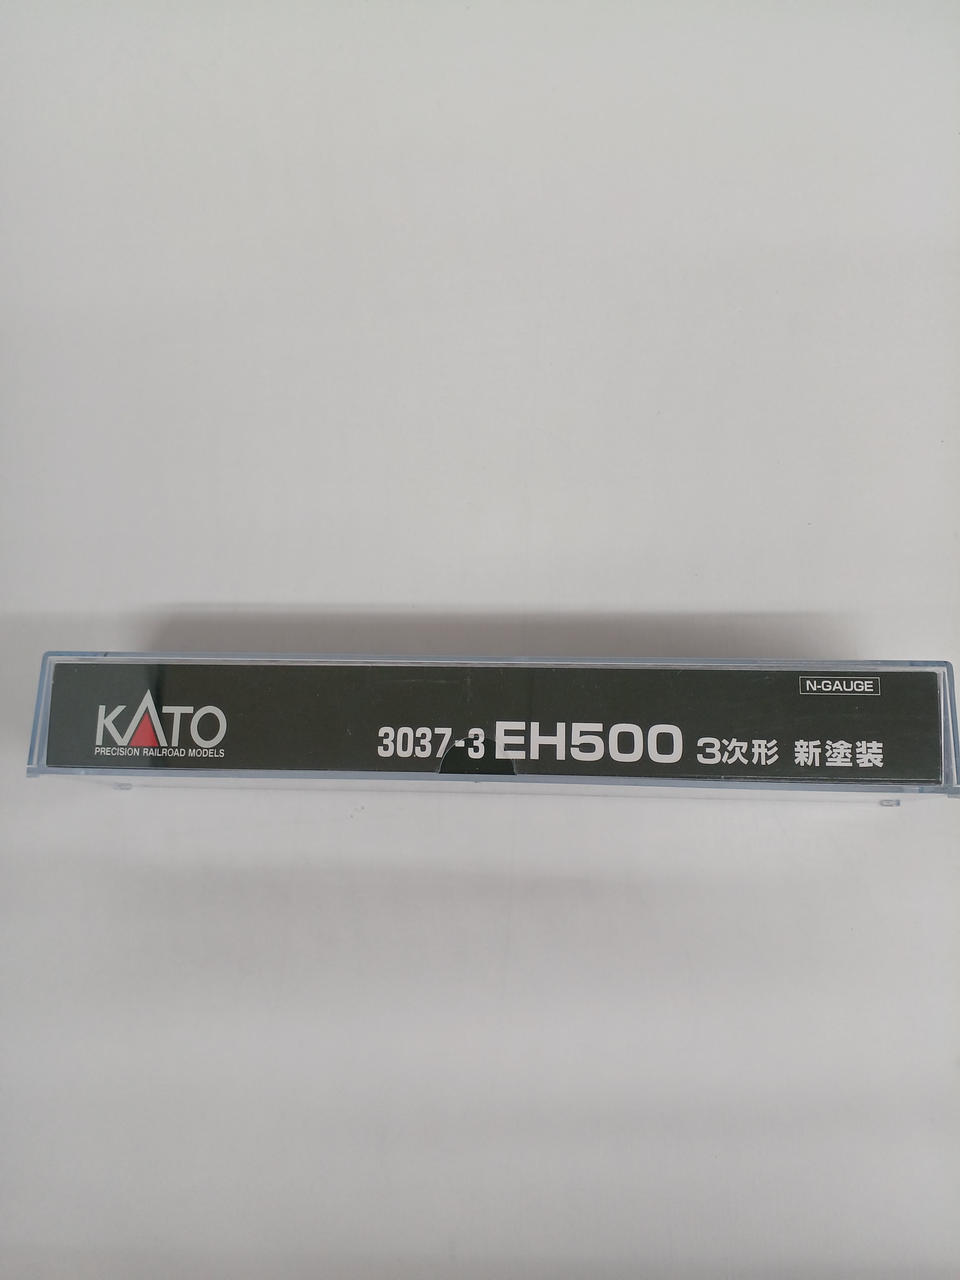 N-GAUGE
KATO
PRECISION RAILROAD MODELS
3037-3 EH500 3次形 新塗装